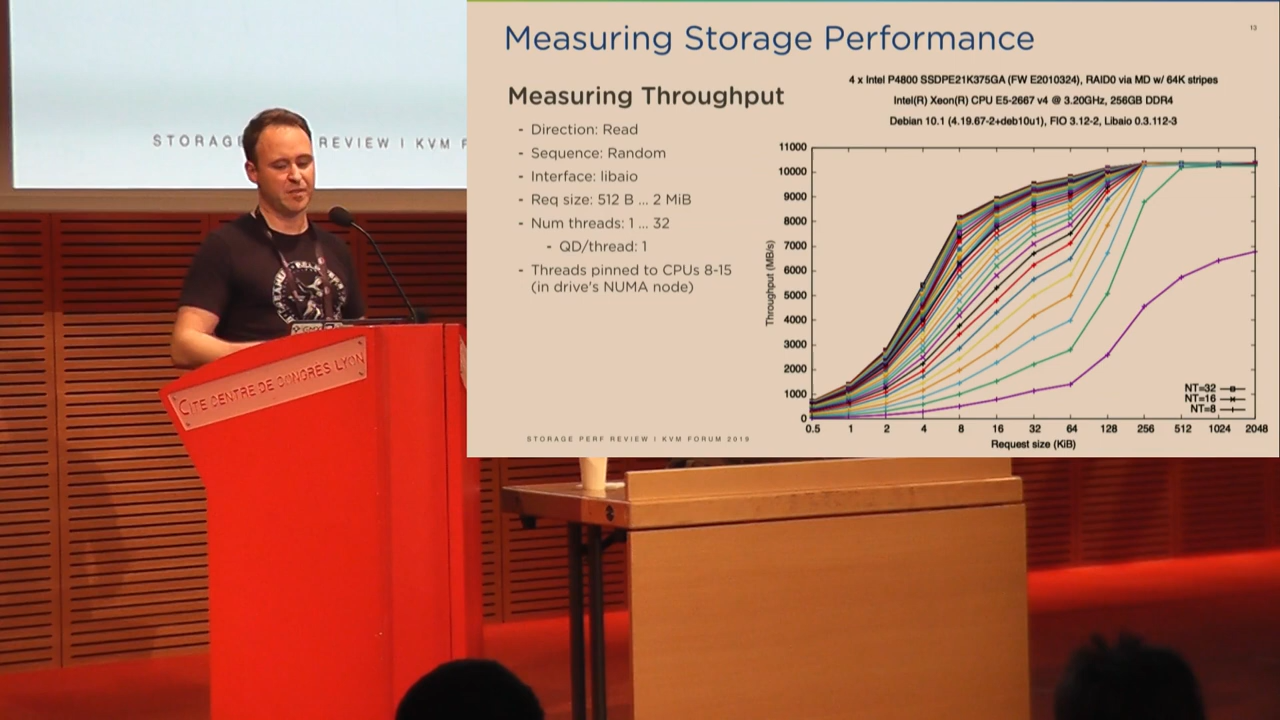 Measuring Storage Performance
13
Measuring Throughput
- Direction: Read
- Sequence: Random
- Interface: libaio
- Req size: 512 B ... 2 MiB
- Num threads: 1 ... 32
- QD/thread: 1
- Threads pinned to CPUs 8-15
(in drive's NUMA node)
4 x Intel P4800 SSDPE21K375GA (FW E2010324), RAID0 via MD w/ 64K stripes
Intel(R) Xeon(R) CPU E5-2667 v4 @ 3.20GHz, 256GB DDR4
Debian 10.1 (4.19.67-2+deb10u1), FIO 3.12-2, Libaio 0.3.112-3
Throughput (MB/s)
11000
10000
9000
8000
7000
6000
5000
4000
3000
2000
1000
0
NT=32
NT=16
NT=8
0.5 1 2 4 8 16 32 64 128 256 512 1024 2048
Request size (KiB)
STORAGE PERF REVIEW | KVM FORUM 2019
STORAGE REVIEW | KVM F
CITE CENTRE DE CONGRÈS LYON